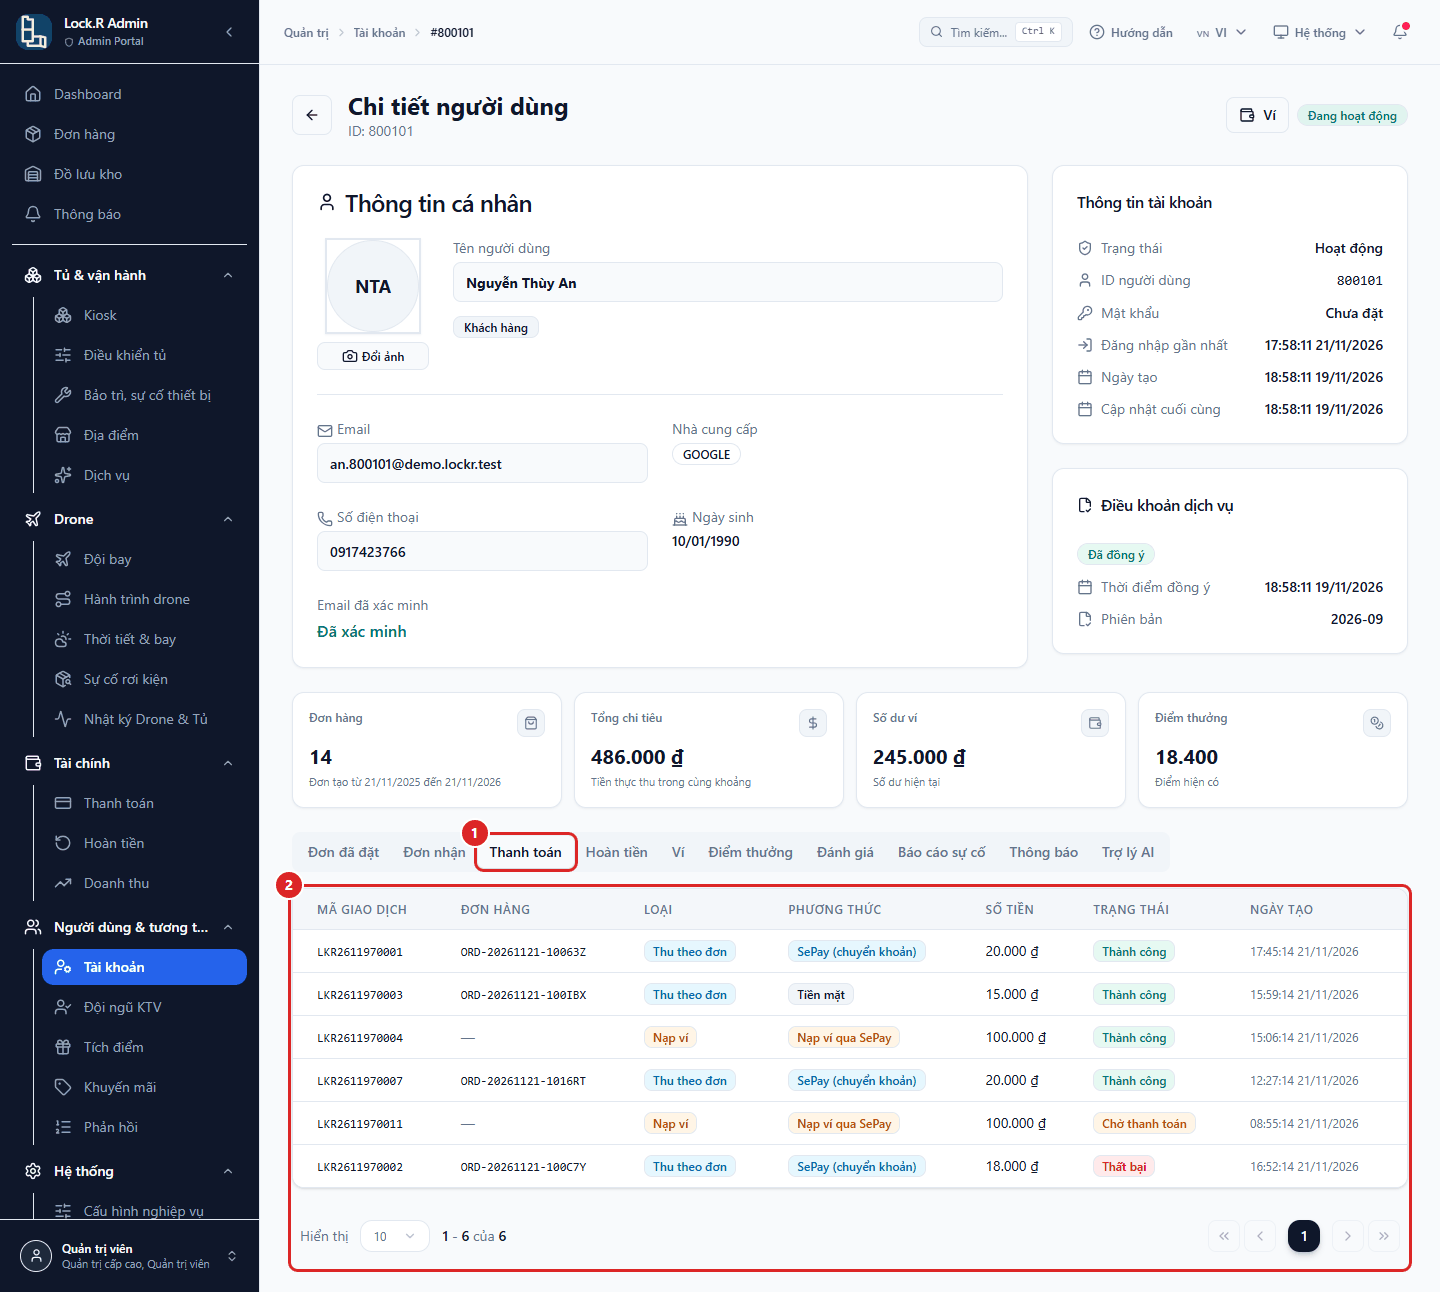 Lock.R Admin
Admin Portal
Dashboard
Đơn hàng
Đồ lưu kho
Thông báo
Tủ & vận hành
Kiosk
Điều khiển tủ
Bảo trì, sự cố thiết bị
Địa điểm
Dịch vụ
Drone
Đội bay
Hành trình drone
Thời tiết & bay
Sự cố rơi kiện
Nhật ký Drone & Tủ
Tài chính
Thanh toán
Hoàn tiền
Doanh thu
Người dùng & tương t...
Tài khoản
Đội ngũ KTV
Tích điểm
Khuyến mãi
Phản hồi
Hệ thống
Cấu hình nghiệp vụ
Quản trị viên
Quản trị cấp cao, Quản trị viên
Quản trị > Tài khoản > #800101
Tìm kiếm... Ctrl K
Hướng dẫn
VN VI
Hệ thống
Chi tiết người dùng
ID: 800101
Ví
Đang hoạt động
Thông tin cá nhân
NTA
Đổi ảnh
Tên người dùng
Nguyễn Thùy An
Khách hàng
Email
an.800101@demo.lockr.test
Nhà cung cấp
GOOGLE
Số điện thoại
0917423766
Ngày sinh
10/01/1990
Email đã xác minh
Đã xác minh
Thông tin tài khoản
Trạng thái Hoạt động
ID người dùng 800101
Mật khẩu Chưa đặt
Đăng nhập gần nhất 17:58:11 21/11/2026
Ngày tạo 18:58:11 19/11/2026
Cập nhật cuối cùng 18:58:11 19/11/2026
Điều khoản dịch vụ
Đã đồng ý
Thời điểm đồng ý 18:58:11 19/11/2026
Phiên bản 2026-09
Đơn hàng
14
Đơn tạo từ 21/11/2025 đến 21/11/2026
Tổng chi tiêu
486.000 ₫
Tiền thực thu trong cùng khoảng
Số dư ví
245.000 ₫
Số dư hiện tại
Điểm thưởng
18.400
Điểm hiện có
1
Đơn đã đặt Đơn nhận Thanh toán Hoàn tiền Ví Điểm thưởng Đánh giá Báo cáo sự cố Thông báo Trợ lý AI
2
MÃ GIAO DỊCH ĐƠN HÀNG LOẠI PHƯƠNG THỨC SỐ TIỀN TRẠNG THÁI NGÀY TẠO
LKR2611970001 ORD-20261121-10063Z Thu theo đơn SePay (chuyển khoản) 20.000 ₫ Thành công 17:45:14 21/11/2026
LKR2611970003 ORD-20261121-100IBX Thu theo đơn Tiền mặt 15.000 ₫ Thành công 15:59:14 21/11/2026
LKR2611970004 — Nạp ví Nạp ví qua SePay 100.000 ₫ Thành công 15:06:14 21/11/2026
LKR2611970007 ORD-20261121-1016RT Thu theo đơn SePay (chuyển khoản) 20.000 ₫ Thành công 12:27:14 21/11/2026
LKR2611970011 — Nạp ví Nạp ví qua SePay 100.000 ₫ Chờ thanh toán 08:55:14 21/11/2026
LKR2611970002 ORD-20261121-100C7Y Thu theo đơn SePay (chuyển khoản) 18.000 ₫ Thất bại 16:52:14 21/11/2026
Hiển thị 10 1 - 6 của 6
« ‹ 1 › »